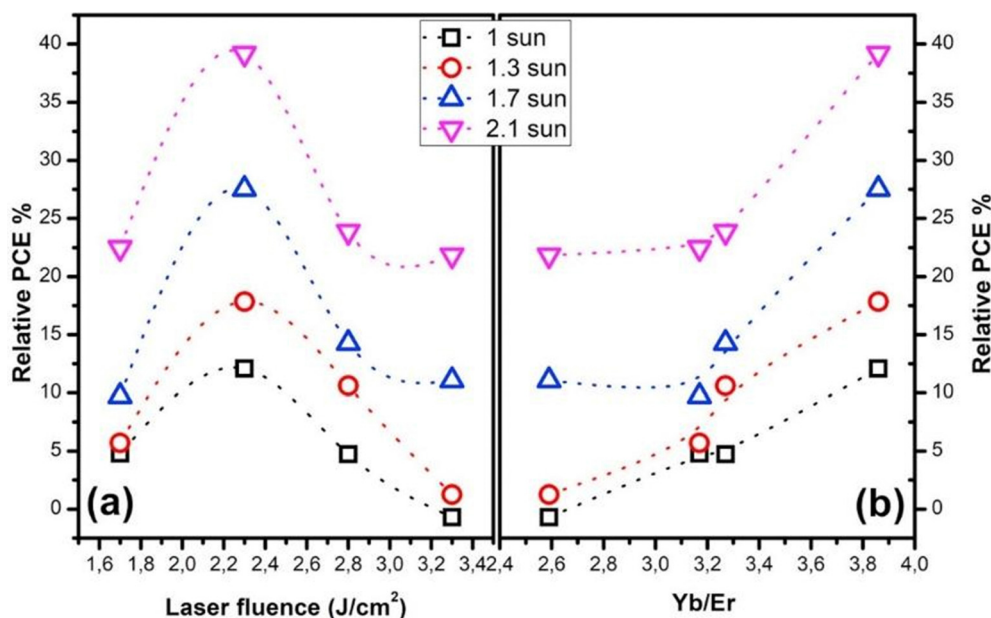 1 sun
1.3 sun
1.7 sun
2.1 sun
40
35
30
25
20
15
10
5
0
Relative PCE %
(a)
1,6 1,8 2,0 2,2 2,4 2,6 2,8 3,0 3,2 3,4
Laser fluence (J/cm²)
(b)
2,4 2,6 2,8 3,0 3,2 3,4 3,6 3,8 4,0
Yb/Er
40
35
30
25
20
15
10
5
0
Relative PCE %